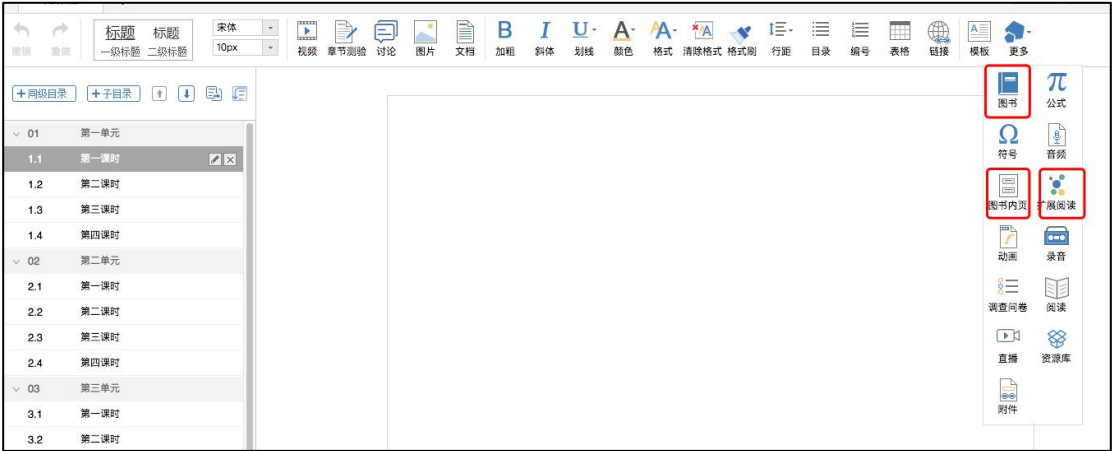 撤销 重做 标题 一级标题 标题 二级标题 宋体 10px 视频 章节测验 讨论 图片 文档 B 加粗 I 斜体 U 划线 A 颜色 AA 格式 清除格式 格式刷 行距 目录 编号 表格 链接 模板 更多
+同级目录 +子目录
图书 π 公式
01 第一单元
Ω 符号 音频
1.1 第一课时
1.2 第二课时
图书内页 扩展阅读
1.3 第三课时
1.4 第四课时
动画 录音
02 第二单元
2.1 第一课时
调查问卷 阅读
2.2 第二课时
2.3 第三课时
直播 资源库
2.4 第四课时
03 第三单元
附件
3.1 第一课时
3.2 第二课时